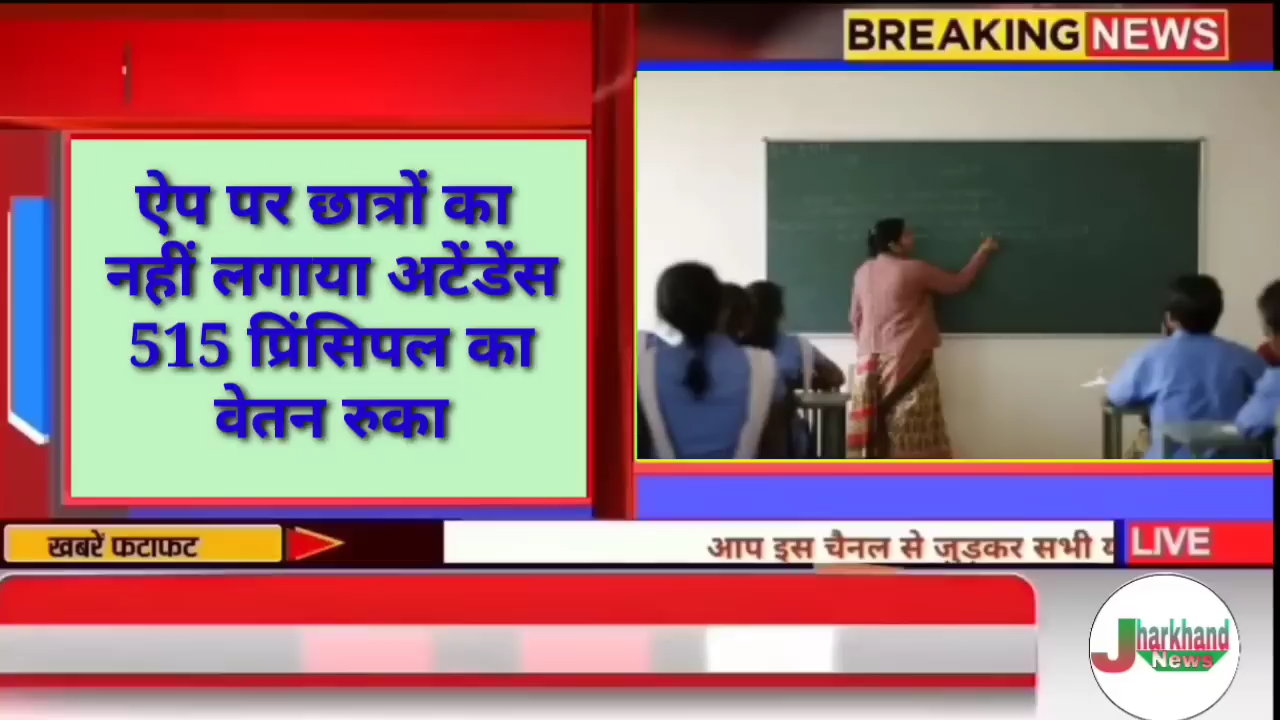 BREAKING NEWS
ऐप पर छात्रों का
नहीं लगाया अटेंडेंस
515 प्रिंसिपल का
वेतन रुका
खबरें फटाफट
आप इस चैनल से जुड़कर सभी
LIVE
Jharkhand
News